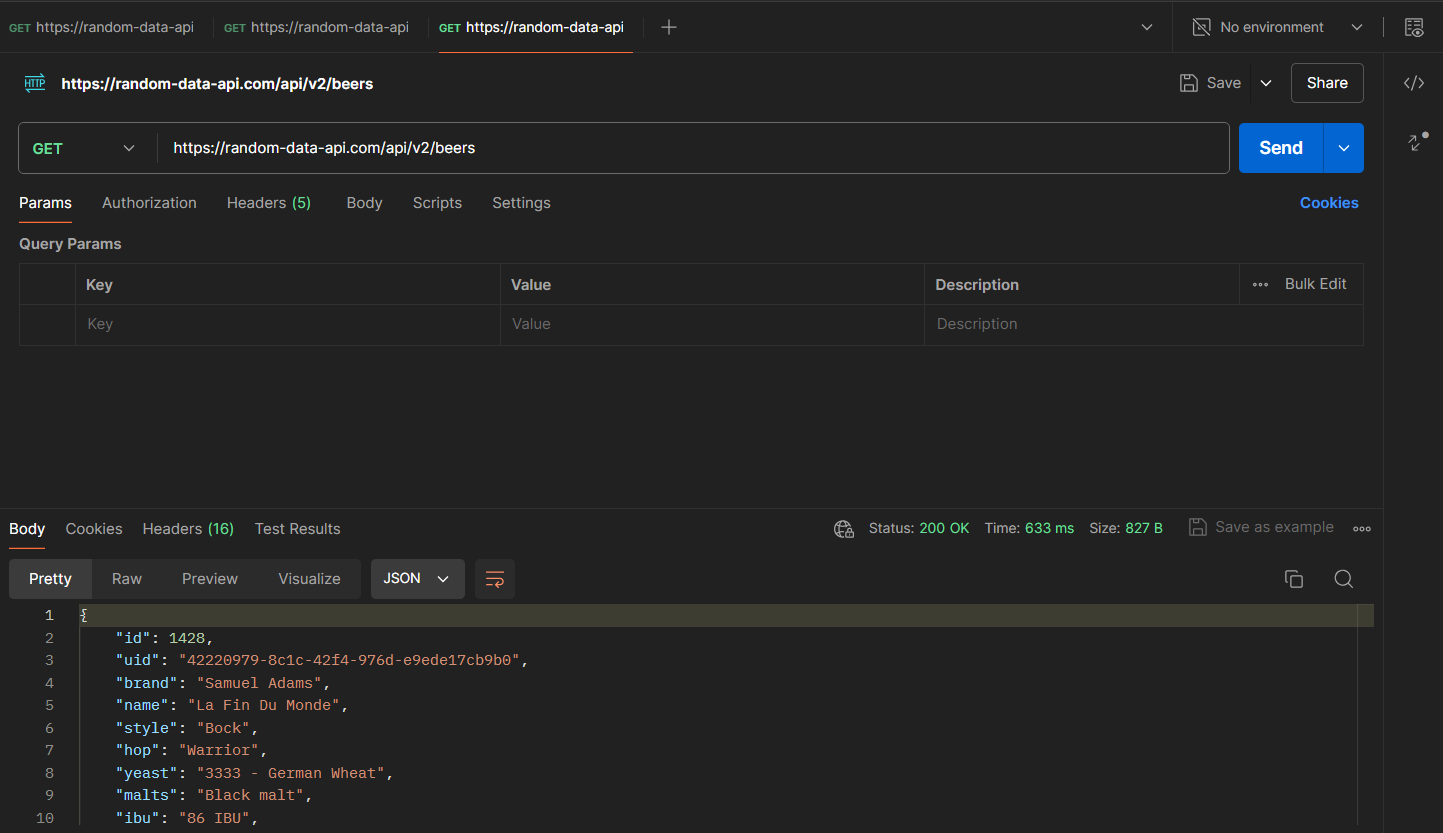 GET https://random-data-api GET https://random-data-api GET https://random-data-api No environment
HTTP https://random-data-api.com/api/v2/beers Save Share
GET https://random-data-api.com/api/v2/beers Send
Params Authorization Headers (5) Body Scripts Settings Cookies
Query Params
Key Value Description Bulk Edit
Key Value Description
Body Cookies Headers (16) Test Results Status: 200 OK Time: 633 ms Size: 827 B Save as example
Pretty Raw Preview Visualize JSON
1 {
2 "id": 1428,
3 "uid": "42220979-8c1c-42f4-976d-e9ede17cb9b0",
4 "brand": "Samuel Adams",
5 "name": "La Fin Du Monde",
6 "style": "Bock",
7 "hop": "Warrior",
8 "yeast": "3333 - German Wheat",
9 "malts": "Black malt",
10 "ibu": "86 IBU",